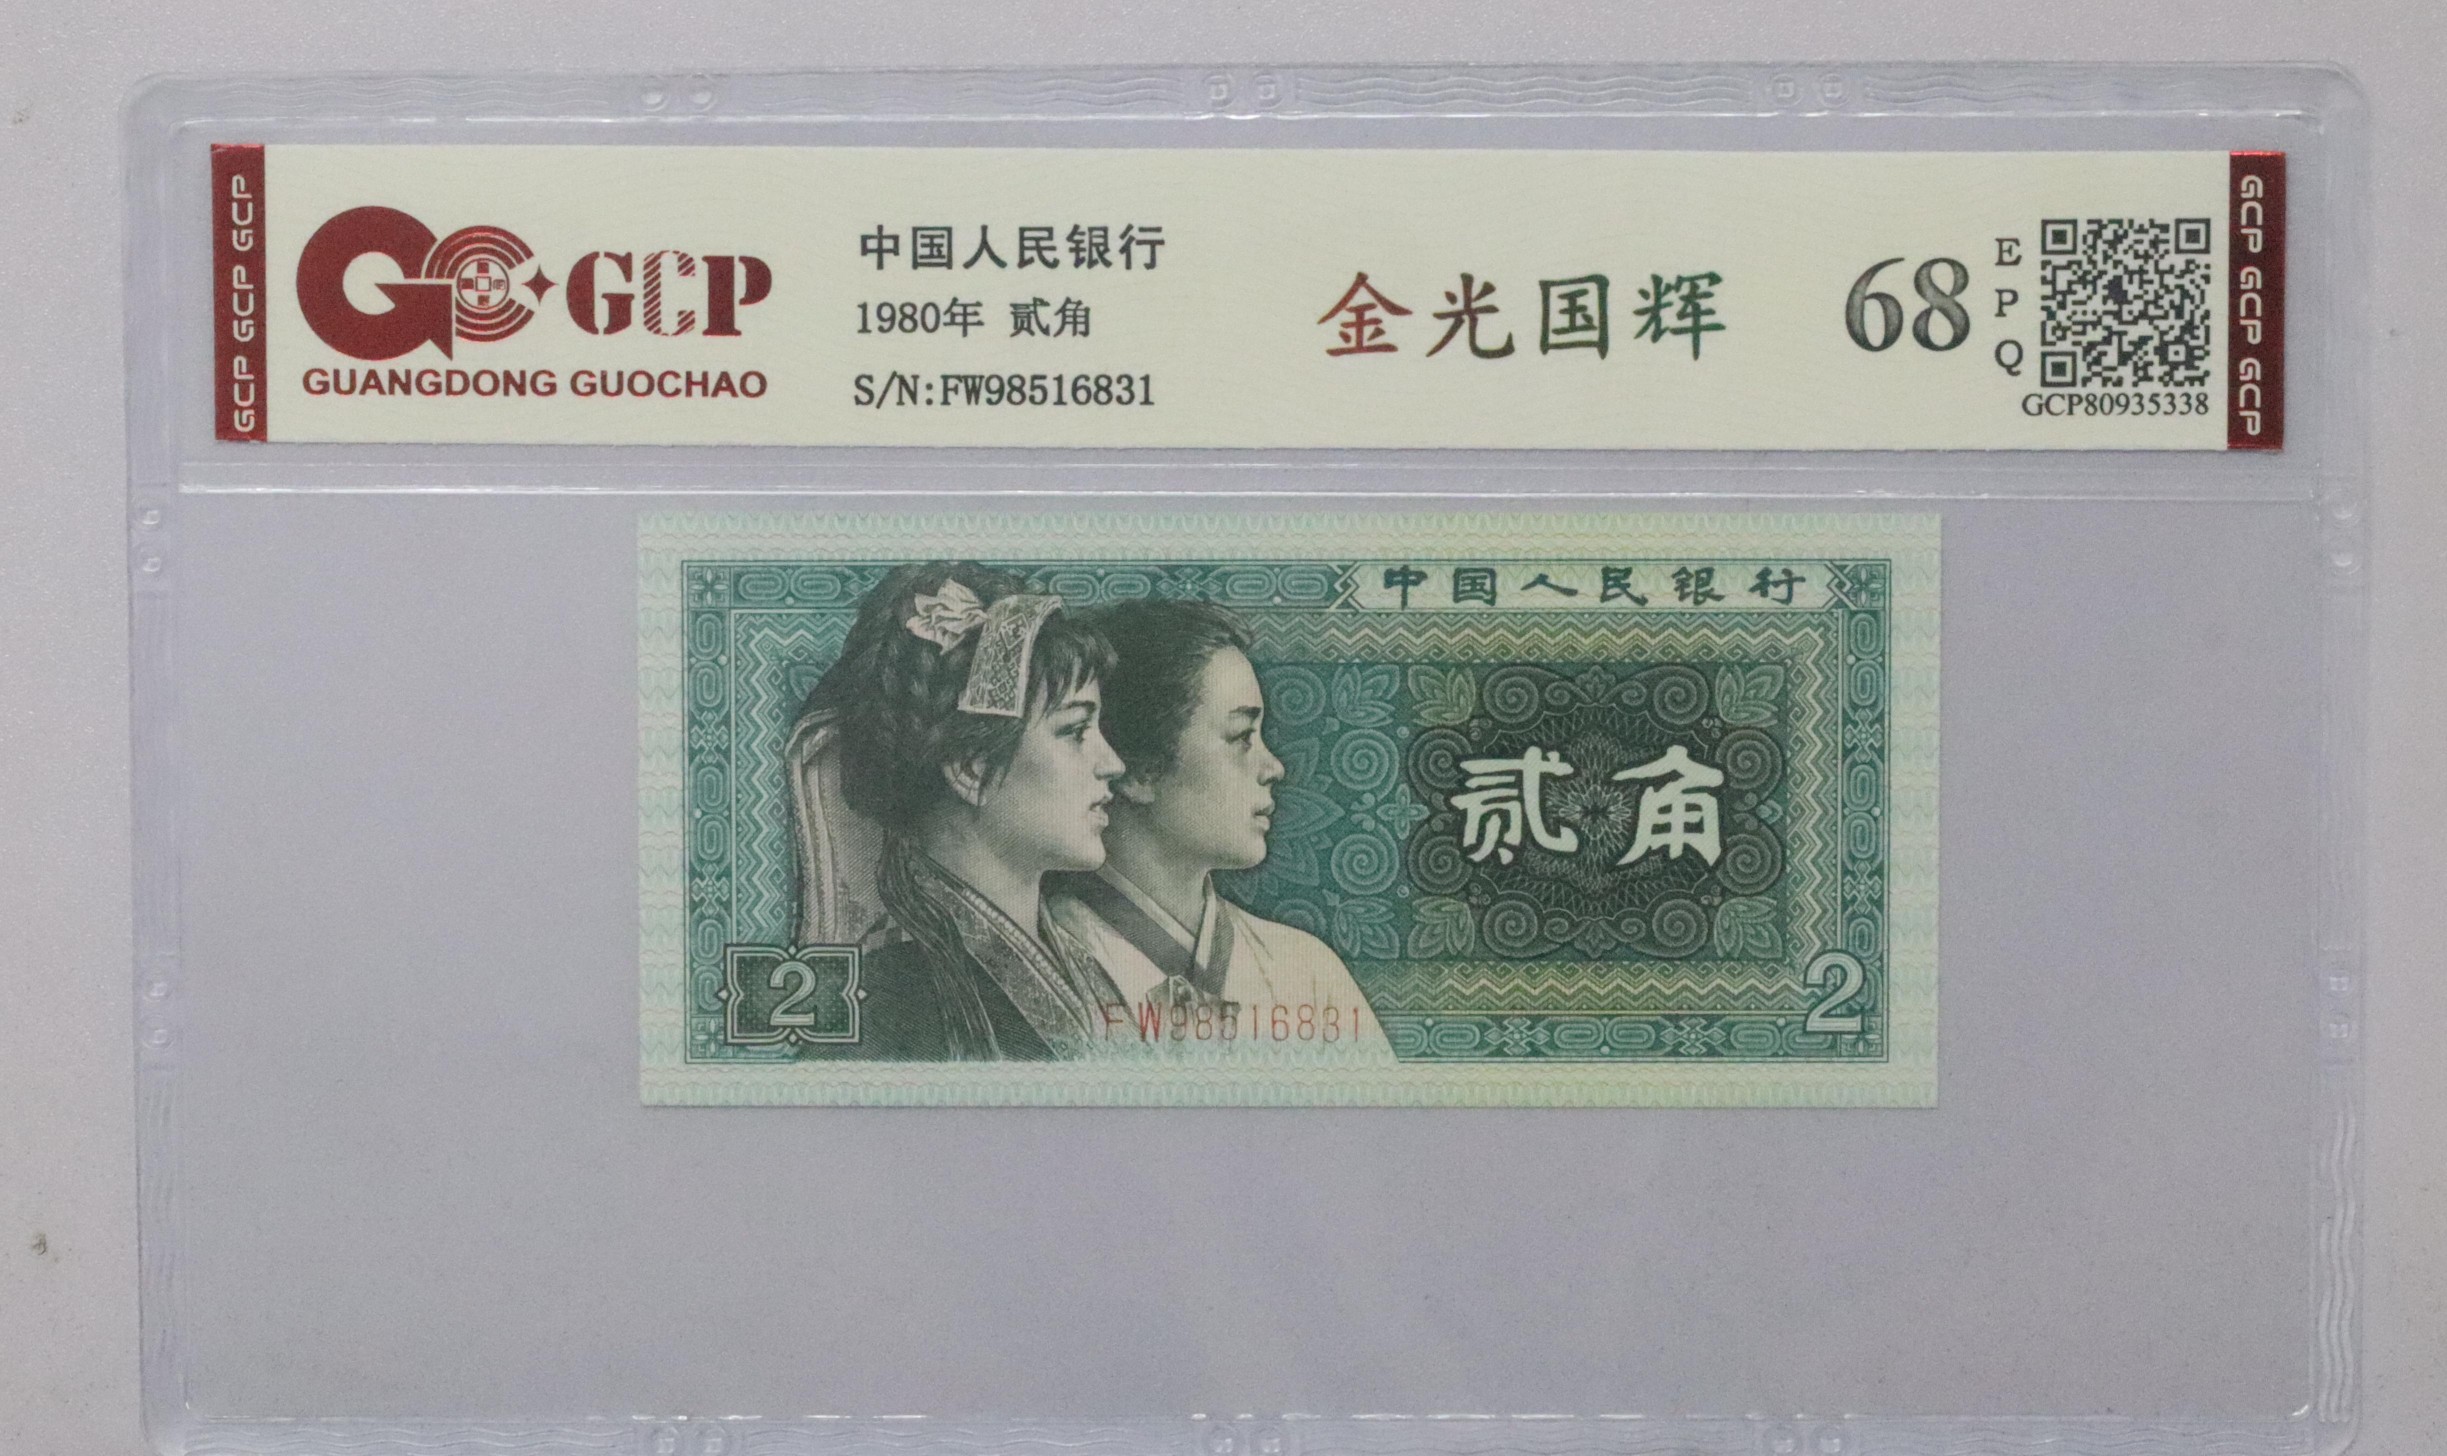 GCP GCP GCP
GCP
GUANGDONG GUOCHAO
中国人民银行
1980年 贰角
S/N:FW98516831
金光国辉
68
EPQ
GCP80935338
GCP GCP GCP
中国人民银行
贰角
2
FW98516831
2